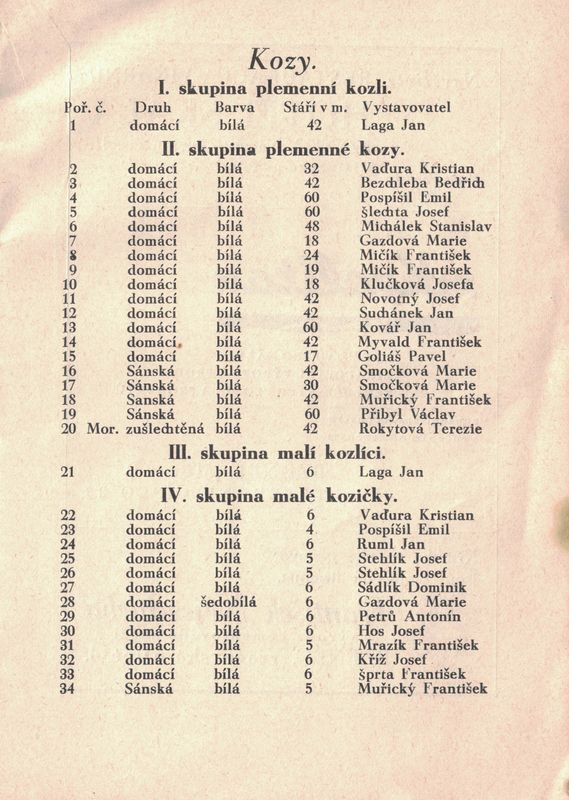 Kozy.
I. skupina plemenní kozli.
Poř. č. Druh Barva Stáří v m. Vystavovatel
1 domácí bílá 42 Laga Jan
II. skupina plemenné kozy.
2 domácí bílá 32 Vaďura Kristian
3 domácí bílá 42 Bezchleba Bedřich
4 domácí bílá 60 Pospíšil Emil
5 domácí bílá 60 šlechta Josef
6 domácí bílá 48 Michálek Stanislav
7 domácí bílá 18 Gazdová Marie
8 domácí bílá 24 Mičík František
9 domácí bílá 19 Mičík František
10 domácí bílá 18 Klučková Josefa
11 domácí bílá 42 Novotný Josef
12 domácí bílá 42 Suchánek Jan
13 domácí bílá 60 Kovář Jan
14 domácí bílá 42 Myvald František
15 domácí bílá 17 Goliáš Pavel
16 Sánská bílá 42 Smočková Marie
17 Sánská bílá 30 Smočková Marie
18 Sanská bílá 42 Muřický František
19 Sánská bílá 60 Přibyl Václav
20 Mor. zušlechtěná bílá 42 Rokytová Terezie
III. skupina malí kozlíci.
21 domácí bílá 6 Laga Jan
IV. skupina malé kozičky.
22 domácí bílá 6 Vaďura Kristian
23 domácí bílá 4 Pospíšil Emil
24 domácí bílá 6 Ruml Jan
25 domácí bílá 5 Stehlík Josef
26 domácí bílá 5 Stehlík Josef
27 domácí bílá 6 Sádlík Dominik
28 domácí šedobílá 6 Gazdová Marie
29 domácí bílá 6 Petrů Antonín
30 domácí bílá 6 Hos Josef
31 domácí bílá 5 Mrazík František
32 domácí bílá 6 Kříž Josef
33 domácí bílá 6 šprta František
34 Sánská bílá 5 Muřický František